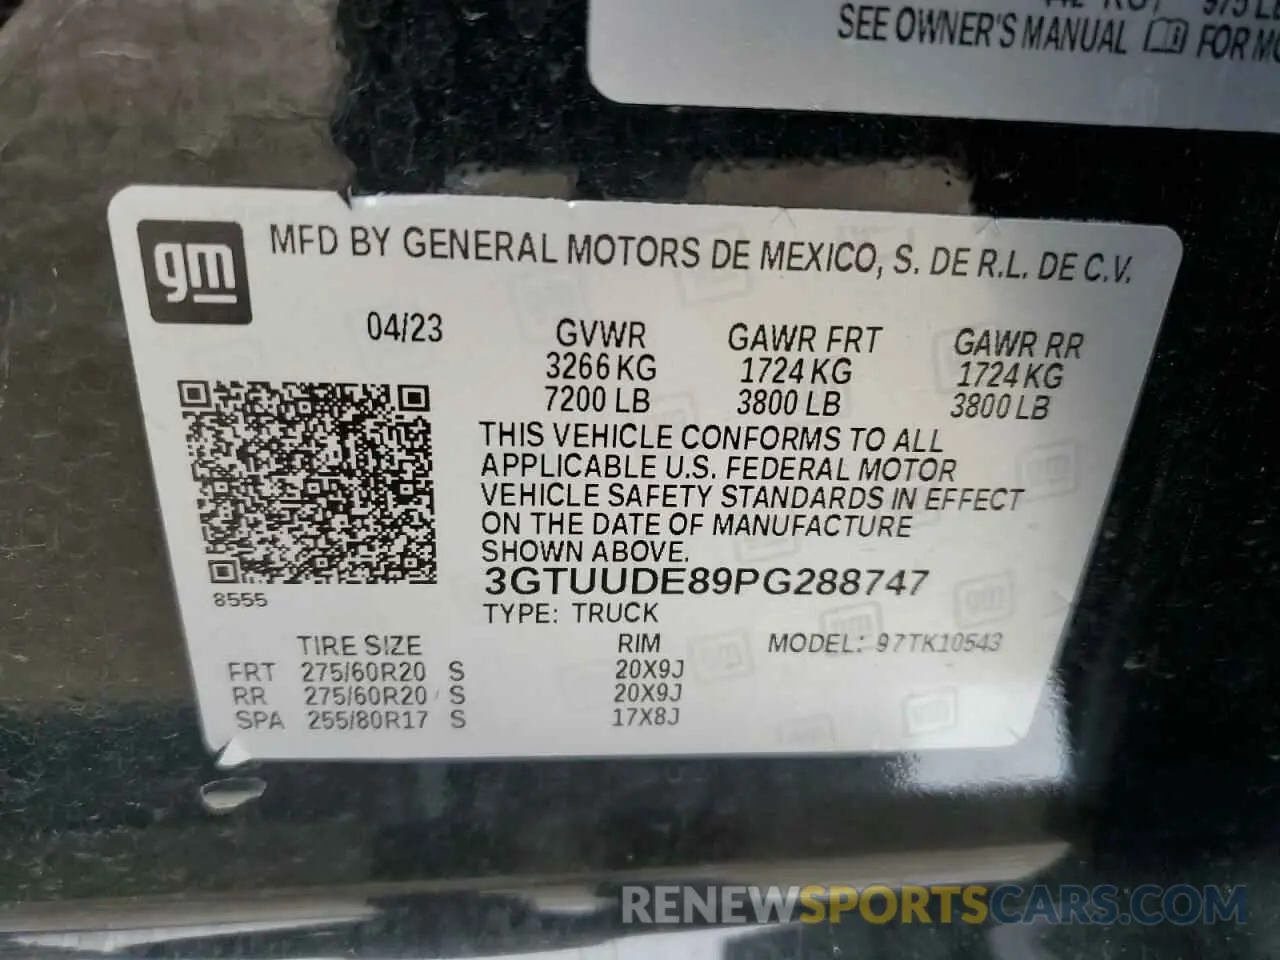 SEE OWNER'S MANUAL FOR
gm
MFD BY GENERAL MOTORS DE MEXICO, S. DE R.L. DE C.V.
04/23 GVWR GAWR FRT GAWR RR
3266 KG 1724 KG 1724 KG
7200 LB 3800 LB 3800 LB
THIS VEHICLE CONFORMS TO ALL
APPLICABLE U.S. FEDERAL MOTOR
VEHICLE SAFETY STANDARDS IN EFFECT
ON THE DATE OF MANUFACTURE
SHOWN ABOVE.
3GTUUDE89PG288747
8555
TYPE: TRUCK
TIRE SIZE RIM MODEL: 97TK10543
FRT 275/60R20 S 20X9J
RR 275/60R20 S 20X9J
SPA 255/80R17 S 17X8J
RENEWSPORTSCARS.COM